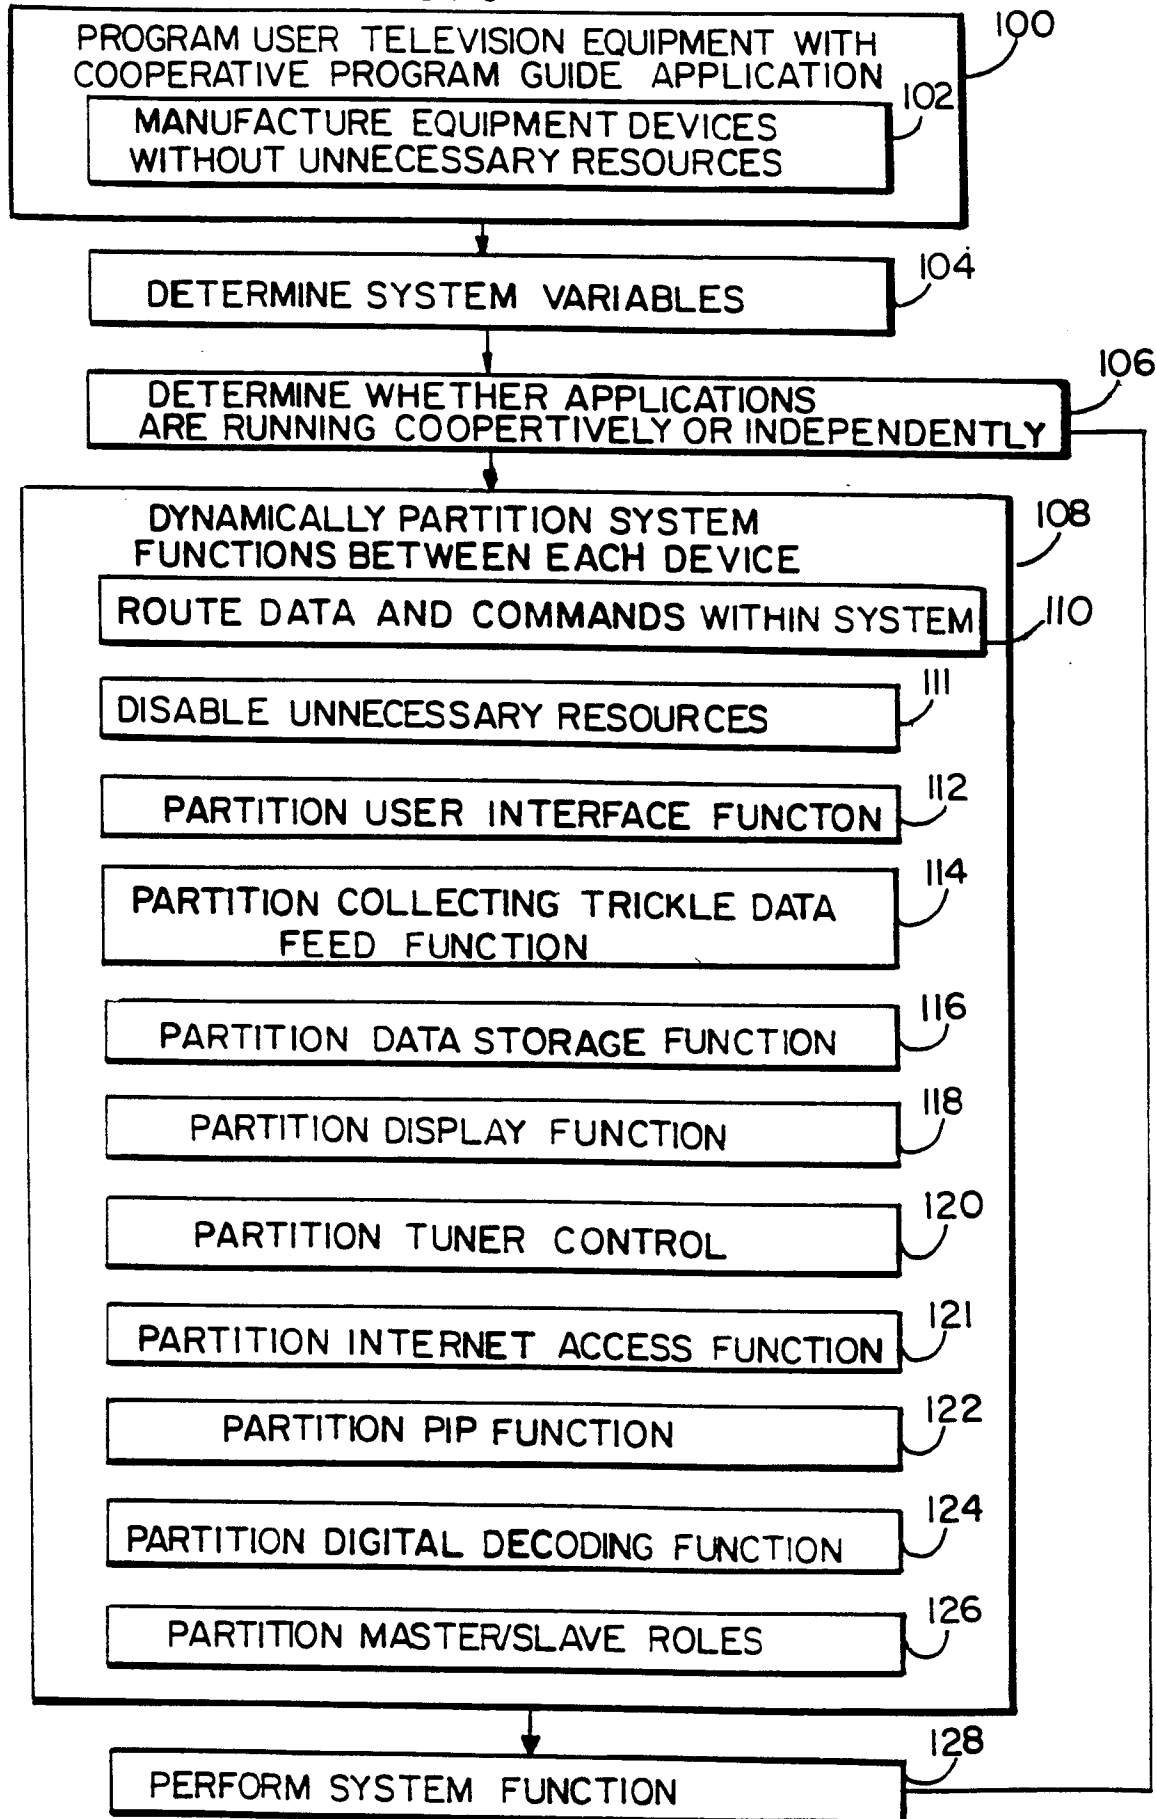 PROGRAM USER TELEVISION EQUIPMENT WITH
COOPERATIVE PROGRAM GUIDE APPLICATION
100
102
MANUFACTURE EQUIPMENT DEVICES
WITHOUT UNNECESSARY RESOURCES
104
DETERMINE SYSTEM VARIABLES
106
DETERMINE WHETHER APPLICATIONS
ARE RUNNING COOPERTIVELY OR INDEPENDENTLY
108
DYNAMICALLY PARTITION SYSTEM
FUNCTIONS BETWEEN EACH DEVICE
ROUTE DATA AND COMMANDS WITHIN SYSTEM
110
111
DISABLE UNNECESSARY RESOURCES
112
PARTITION USER INTERFACE FUNCTON
114
PARTITION COLLECTING TRICKLE DATA
FEED FUNCTION
116
PARTITION DATA STORAGE FUNCTION
118
PARTITION DISPLAY FUNCTION
120
PARTITION TUNER CONTROL
121
PARTITION INTERNET ACCESS FUNCTION
122
PARTITION PIP FUNCTION
124
PARTITION DIGITAL DECODING FUNCTION
126
PARTITION MASTER/SLAVE ROLES
128
PERFORM SYSTEM FUNCTION